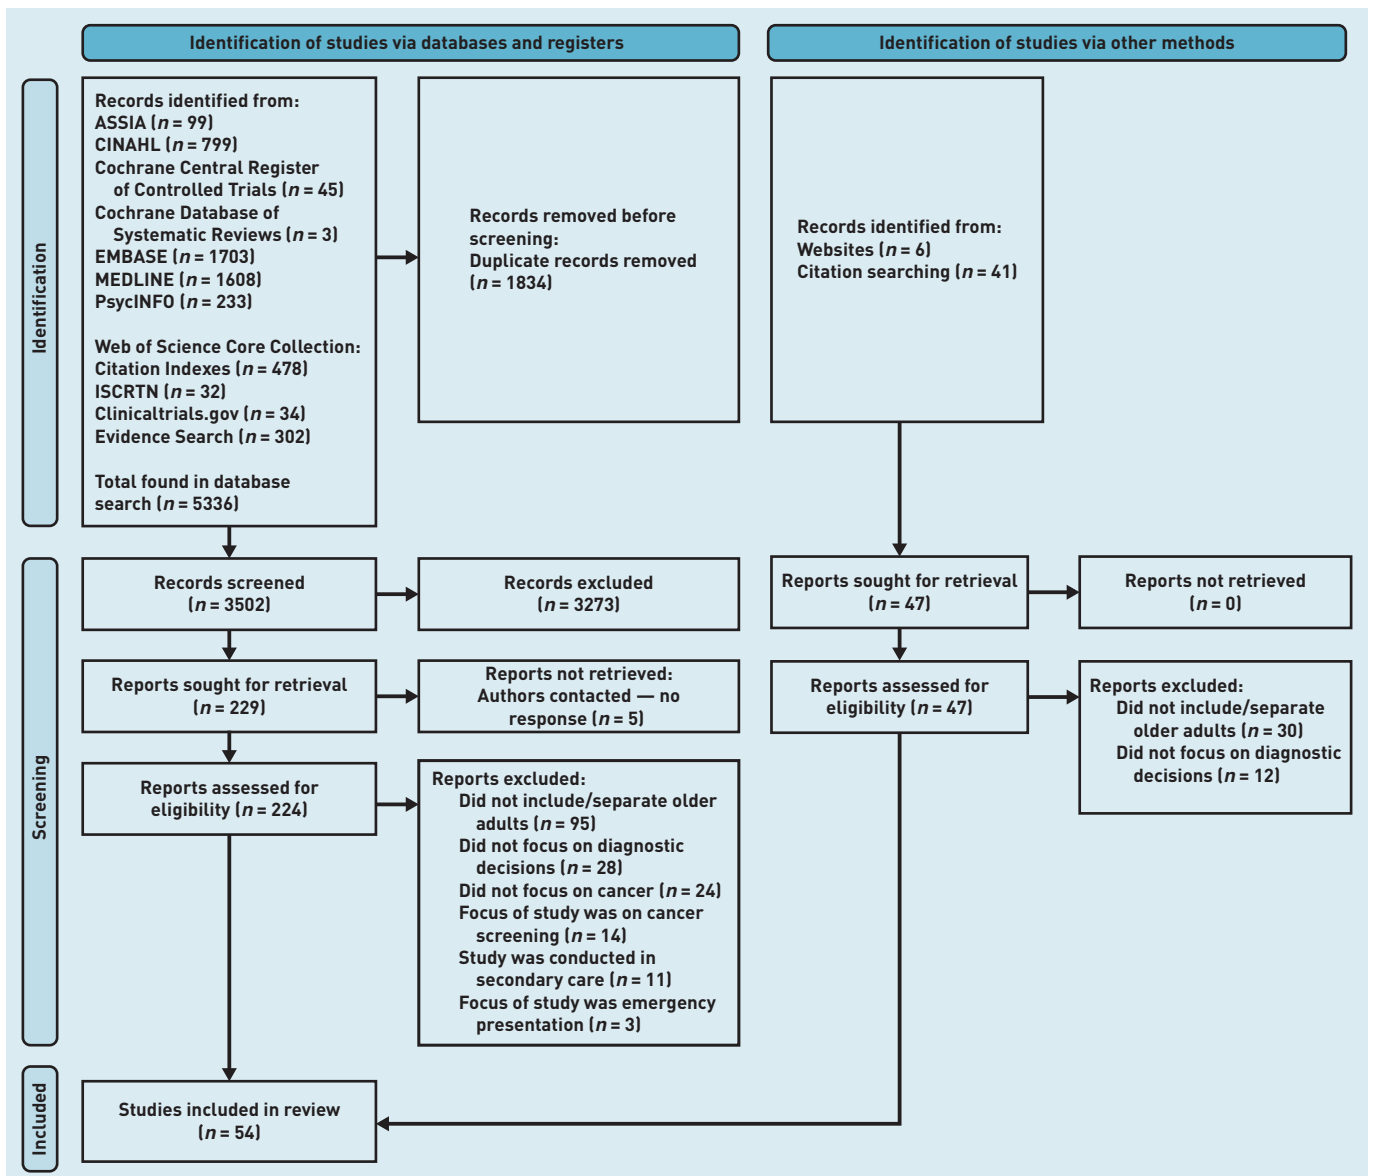 Identification of studies via databases and registers
Identification of studies via other methods
Identification
Records identified from:
ASSIA (n = 99)
CINAHL (n = 799)
Cochrane Central Register
of Controlled Trials (n = 45)
Cochrane Database of
Systematic Reviews (n = 3)
EMBASE (n = 1703)
MEDLINE (n = 1608)
PsycINFO (n = 233)
Web of Science Core Collection:
Citation Indexes (n = 478)
ISCRTN (n = 32)
Clinicaltrials.gov (n = 34)
Evidence Search (n = 302)
Total found in database
search (n = 5336)
Records removed before
screening:
Duplicate records removed
(n = 1834)
Records identified from:
Websites (n = 6)
Citation searching (n = 41)
Screening
Records screened
(n = 3502)
Records excluded
(n = 3273)
Reports sought for retrieval
(n = 47)
Reports not retrieved
(n = 0)
Reports sought for retrieval
(n = 229)
Reports not retrieved:
Authors contacted — no
response (n = 5)
Reports assessed for
eligibility (n = 47)
Reports excluded:
Did not include/separate
older adults (n = 30)
Did not focus on diagnostic
decisions (n = 12)
Reports assessed for
eligibility (n = 224)
Reports excluded:
Did not include/separate older
adults (n = 95)
Did not focus on diagnostic
decisions (n = 28)
Did not focus on cancer (n = 24)
Focus of study was on cancer
screening (n = 14)
Study was conducted in
secondary care (n = 11)
Focus of study was emergency
presentation (n = 3)
Included
Studies included in review
(n = 54)